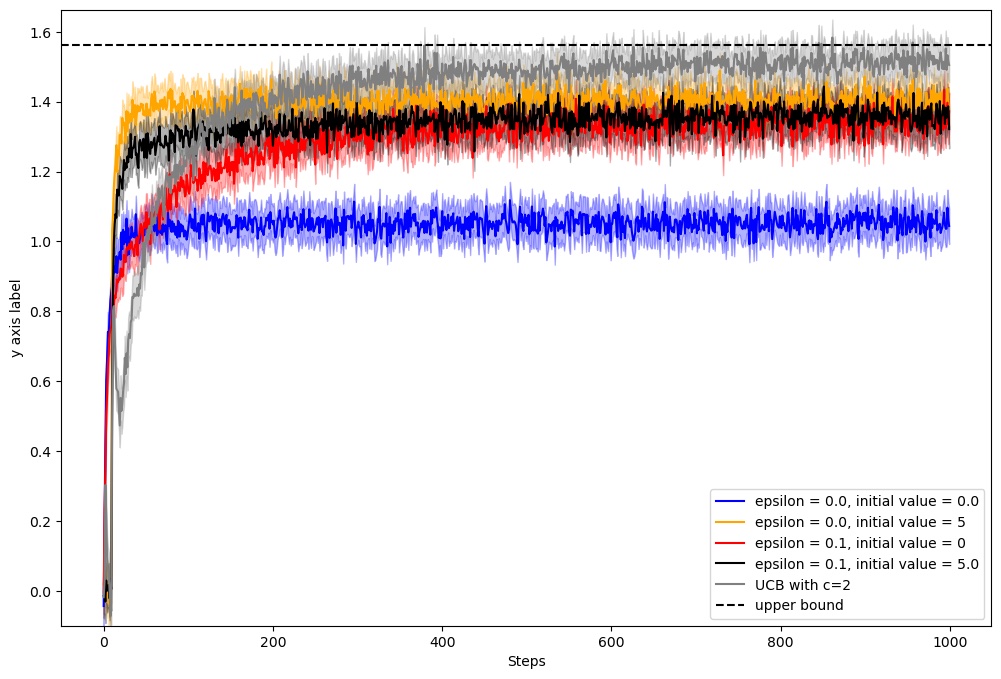 1.6
1.4
1.2
1.0
0.8
0.6
0.4
0.2
0.0
y axis label
0 200 400 600 800 1000
Steps
epsilon = 0.0, initial value = 0.0
epsilon = 0.0, initial value = 5
epsilon = 0.1, initial value = 0
epsilon = 0.1, initial value = 5.0
UCB with c=2
upper bound